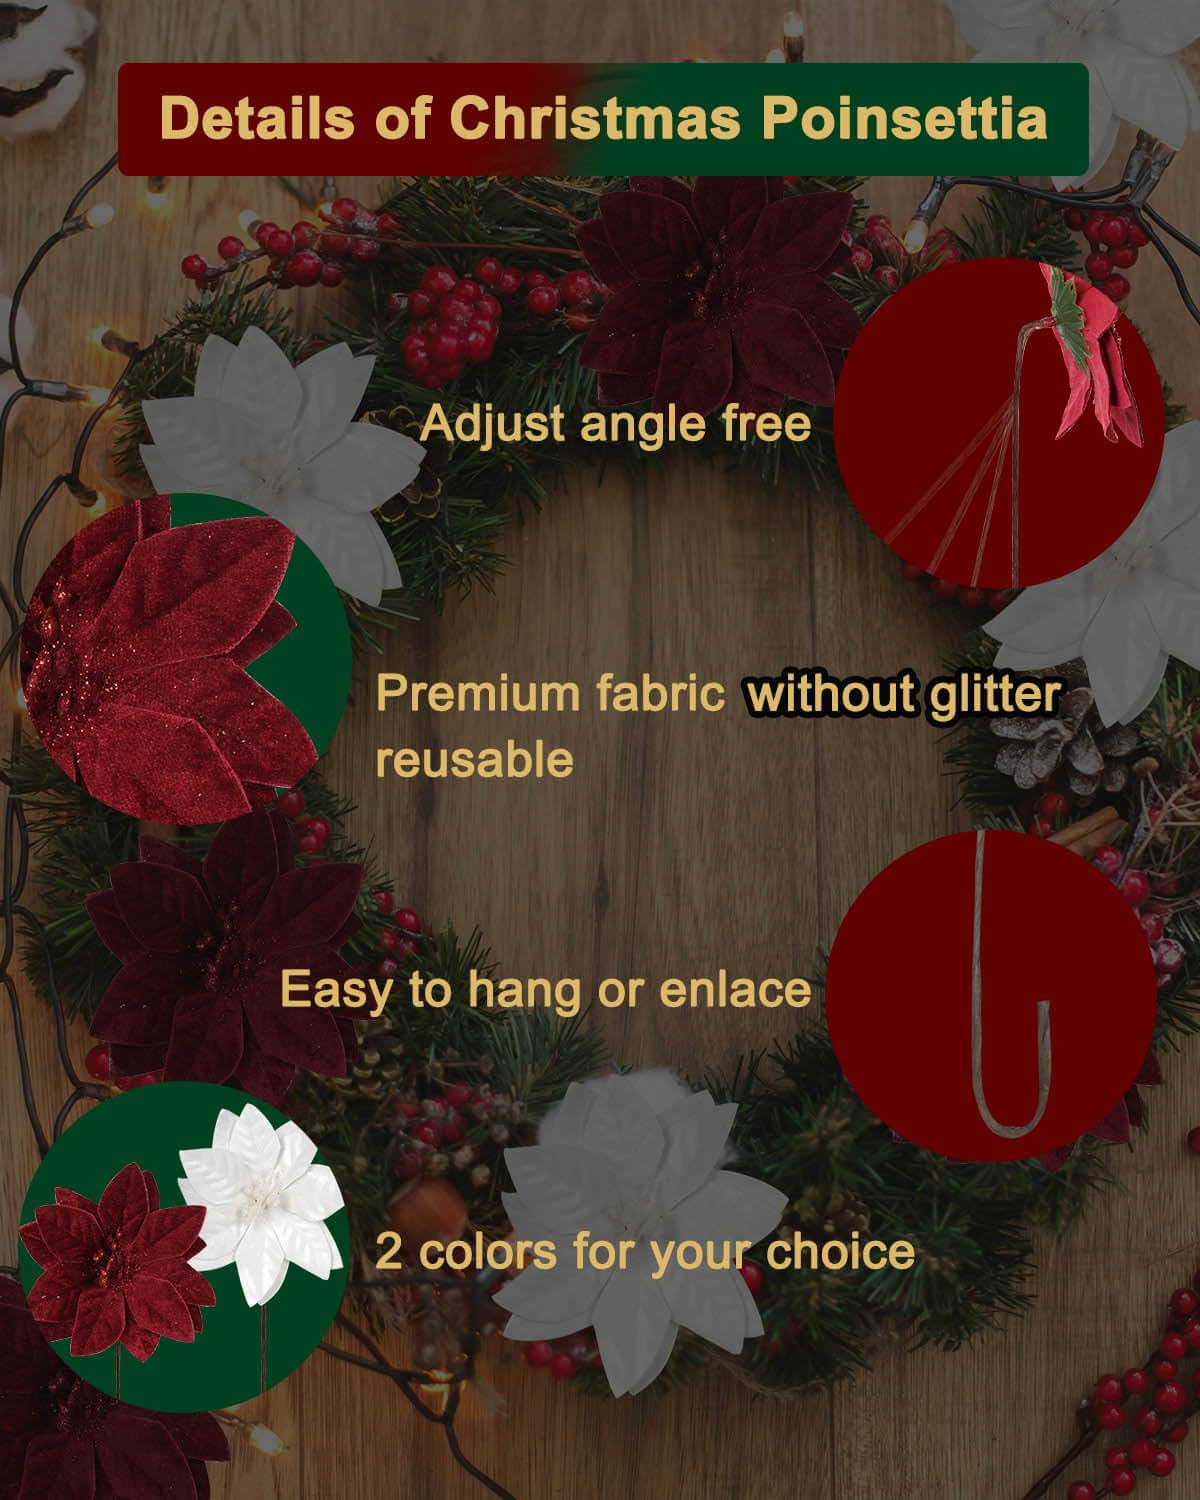 Details of Christmas Poinsettia
Adjust angle free
Premium fabric without glitter
reusable
Easy to hang or enlace
2 colors for your choice